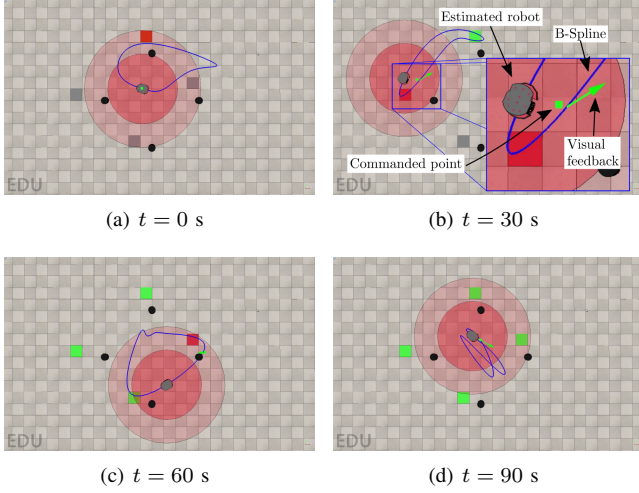 EDU
(a) t = 0 s
Estimated robot
B-Spline
Commanded point
Visual
feedback
EDU
(b) t = 30 s
EDU
(c) t = 60 s
EDU
(d) t = 90 s